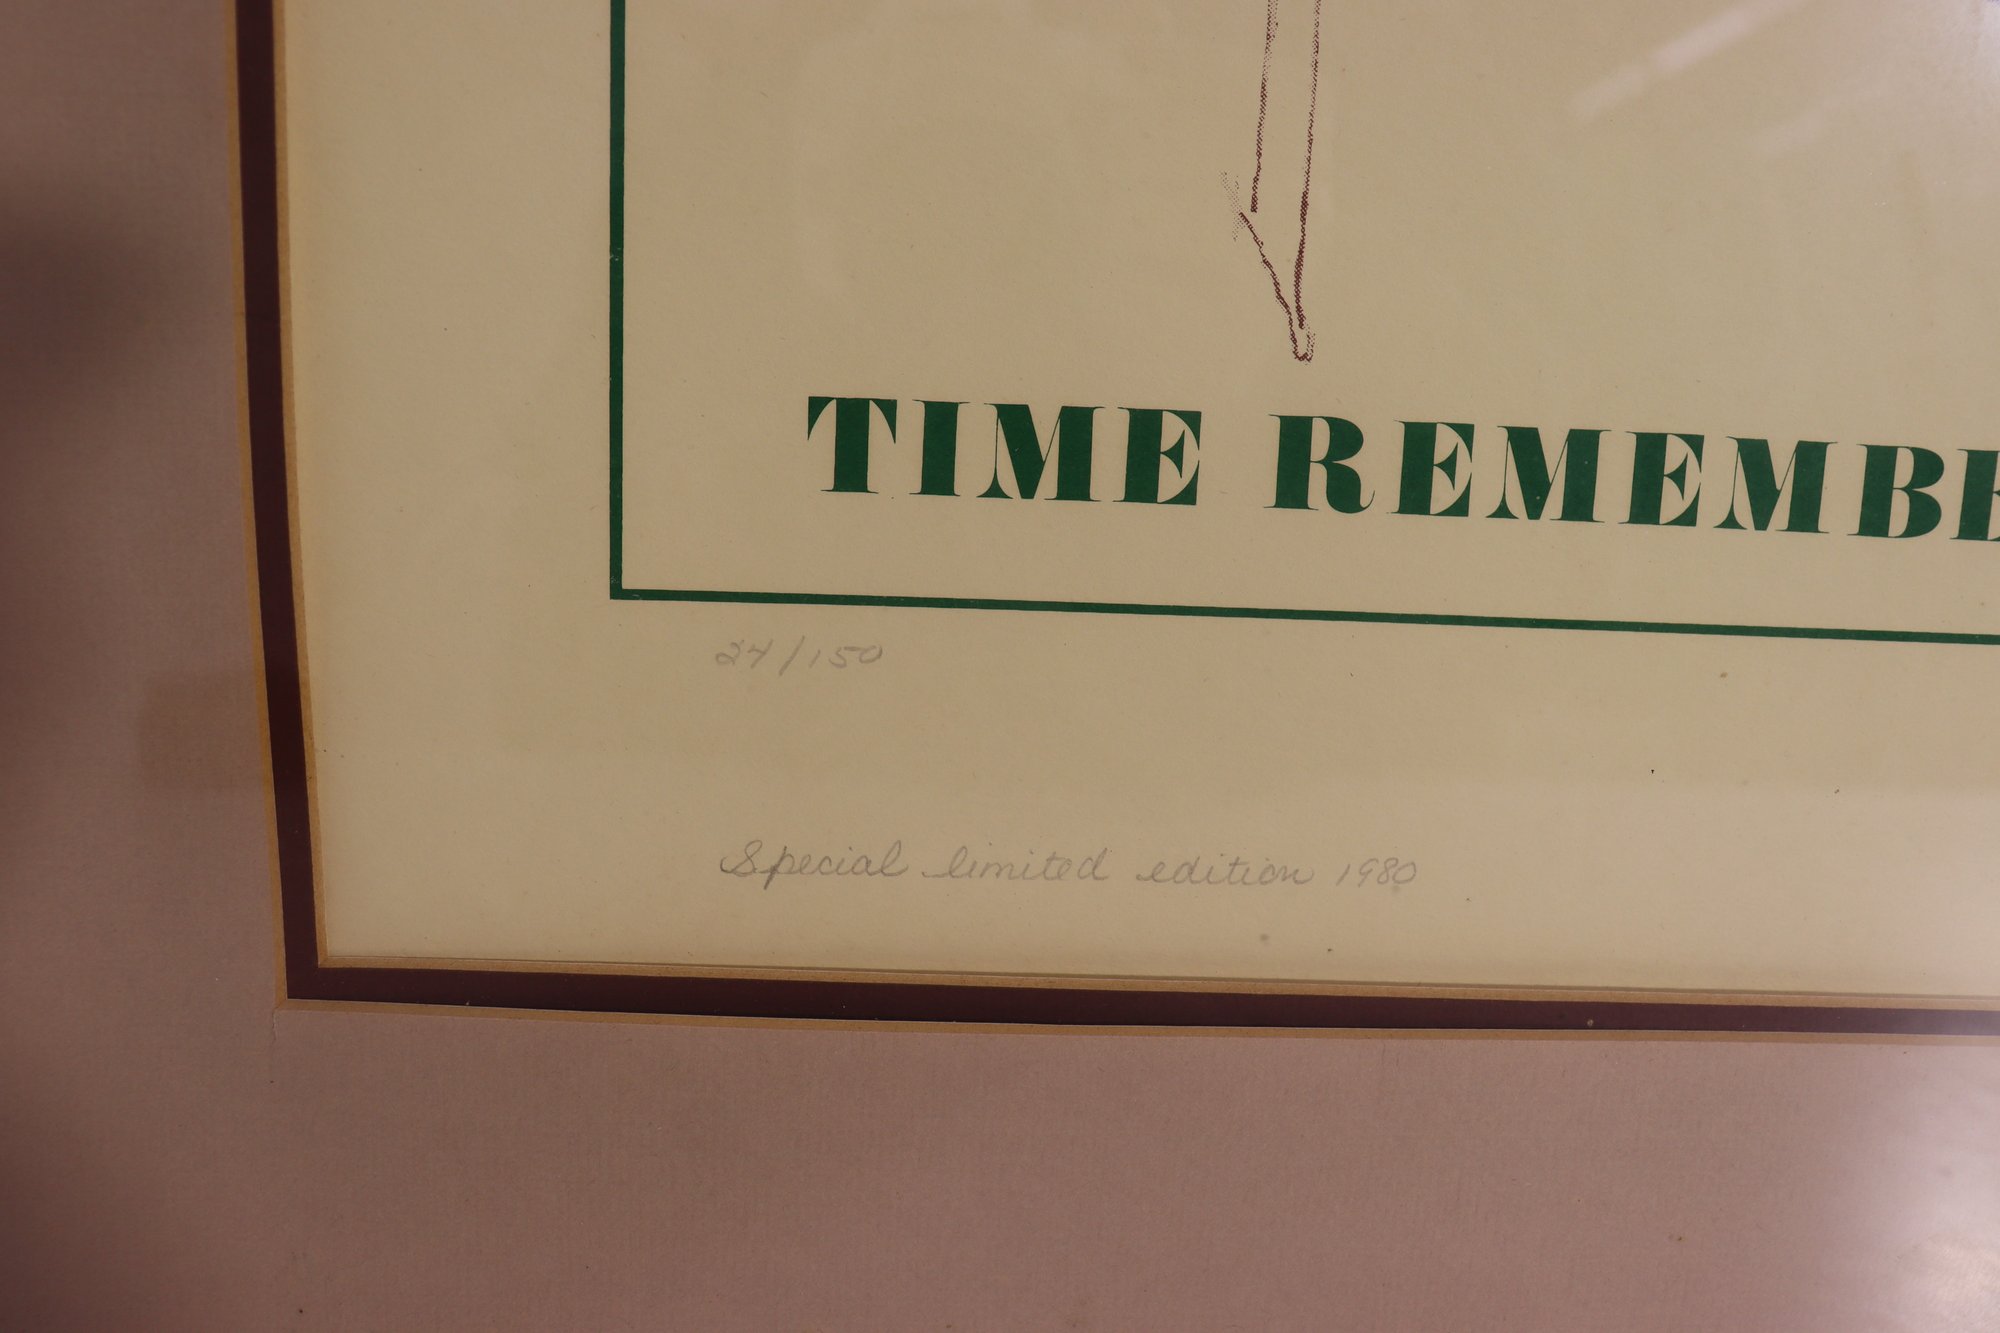 TIME REMEMBE
24/150
Special limited edition 1980